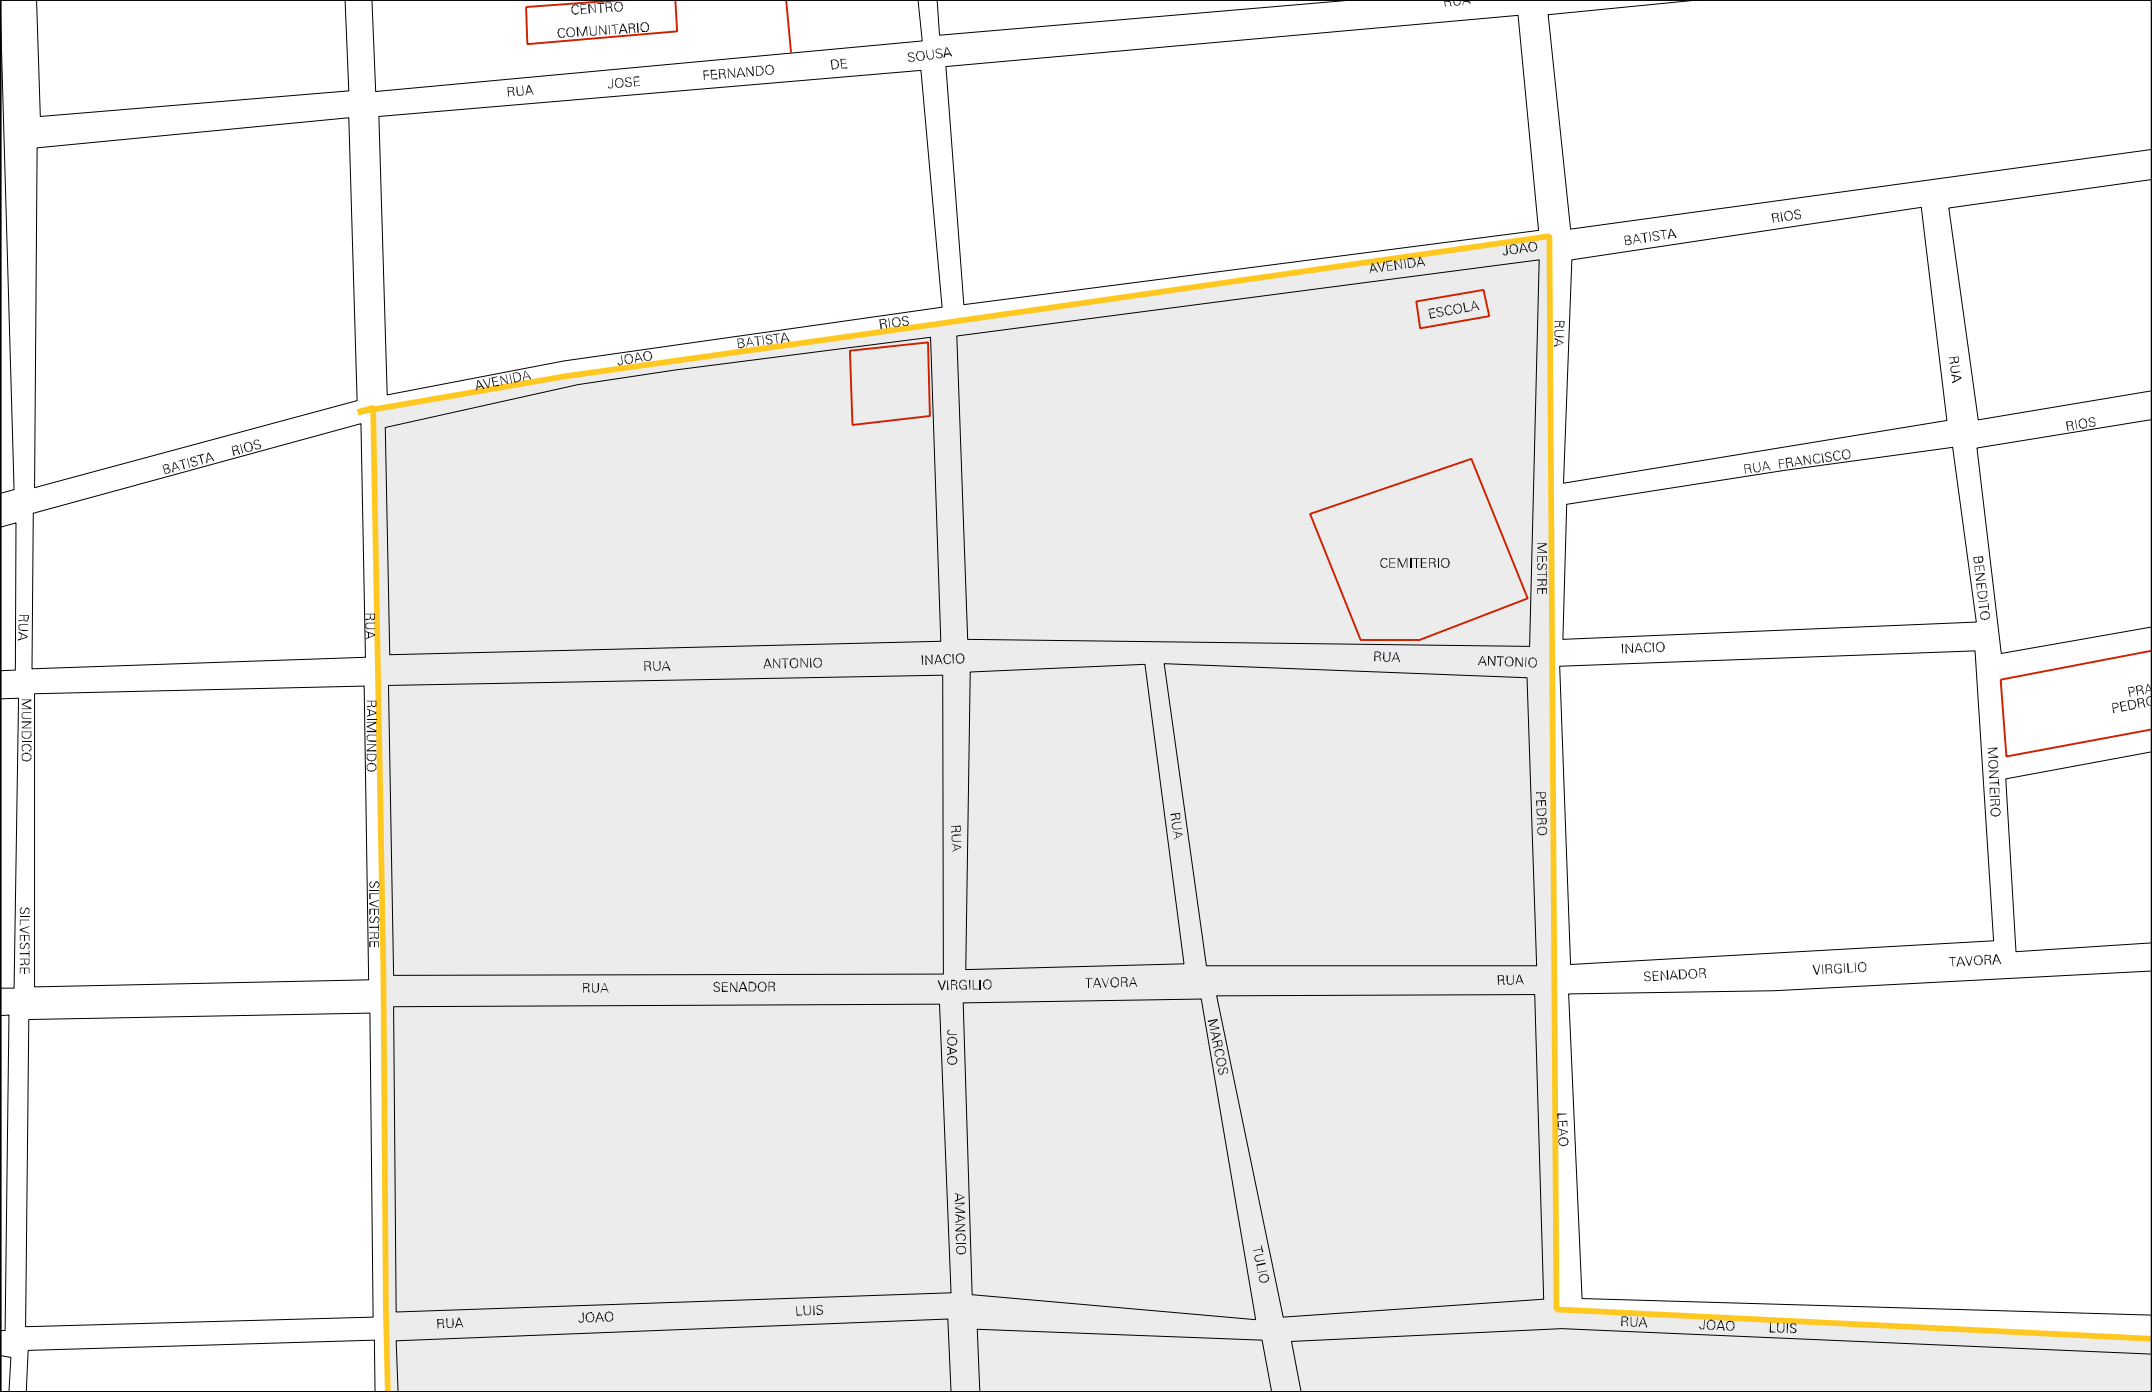 CENTRO
COMUNITARIO
RUA
RUA JOSE FERNANDO DE SOUSA
BATISTA RIOS
AVENIDA JOAO
AVENIDA JOAO BATISTA RIOS
ESCOLA
BATISTA RIOS
RUA FRANCISCO RIOS
CEMITERIO
RUA MESTRE PEDRO LEAO
RUA BENEDITO MONTEIRO
RUA MUNDICO SILVESTRE
RUA RAIMUNDO SILVESTRE
RUA ANTONIO INACIO
RUA ANTONIO INACIO
PRA
PEDRO
RUA JOAO AMANCIO
RUA MARCOS TULIO
RUA SENADOR VIRGILIO TAVORA
RUA SENADOR VIRGILIO TAVORA
RUA JOAO LUIS
RUA JOAO LUIS